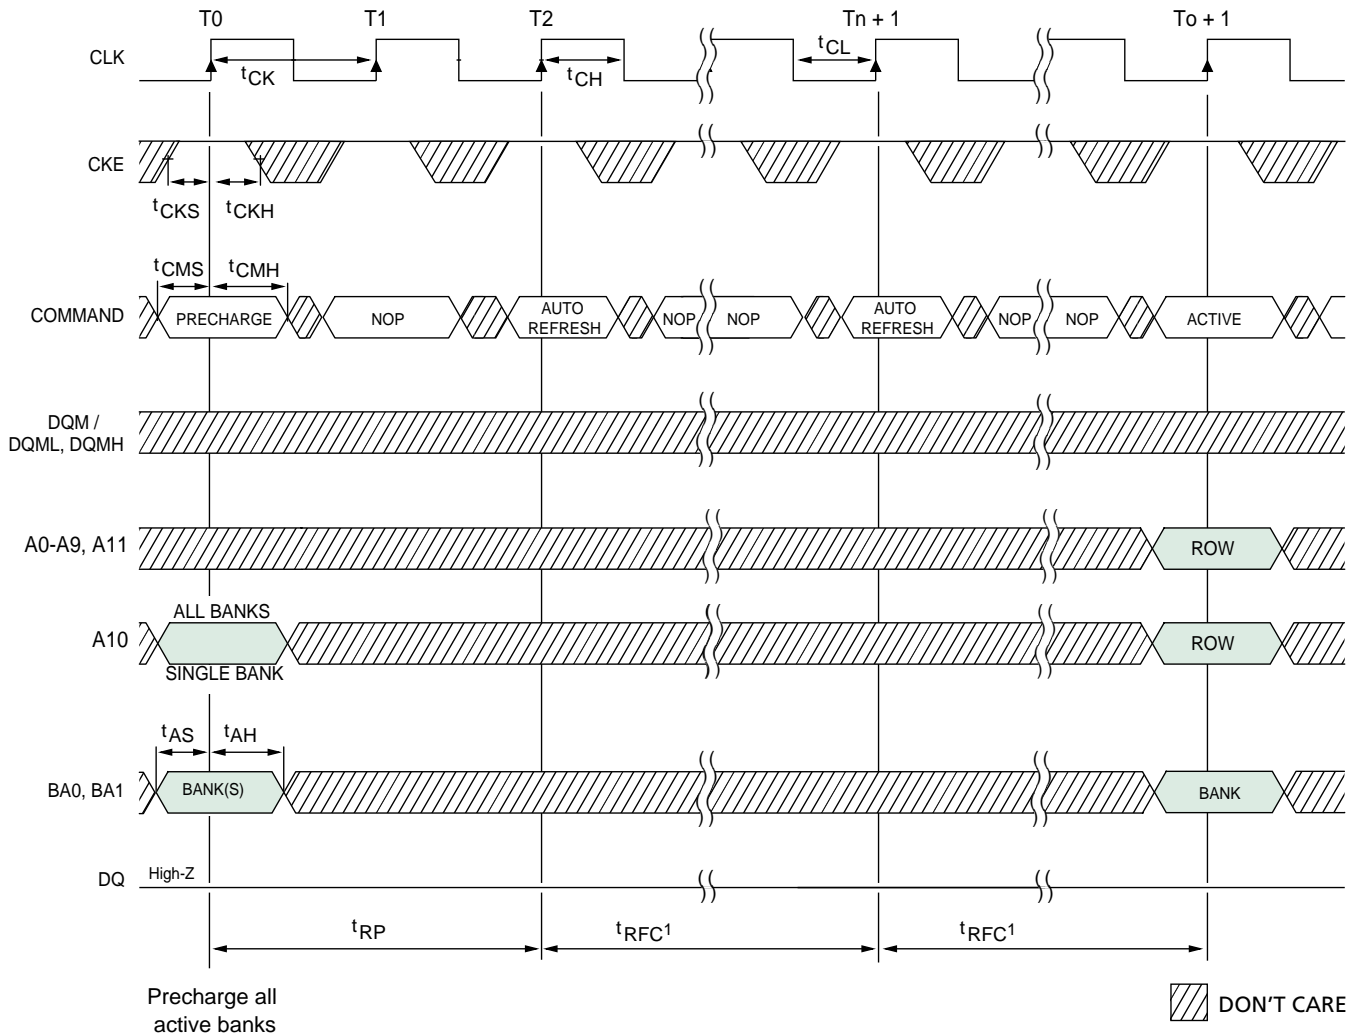 T0 T1 T2 Tn + 1 To + 1
CLK
tCK tCH tCL
CKE
tCKS tCKH
tCMS tCMH
COMMAND PRECHARGE NOP AUTO REFRESH NOP NOP AUTO REFRESH NOP NOP ACTIVE
DQM /
DQML, DQMH
A0-A9, A11 ROW
ALL BANKS
A10 ROW
SINGLE BANK
tAS tAH
BA0, BA1 BANK(S) BANK
DQ High-Z
tRP tRFC1 tRFC1
Precharge all
active banks
DON'T CARE